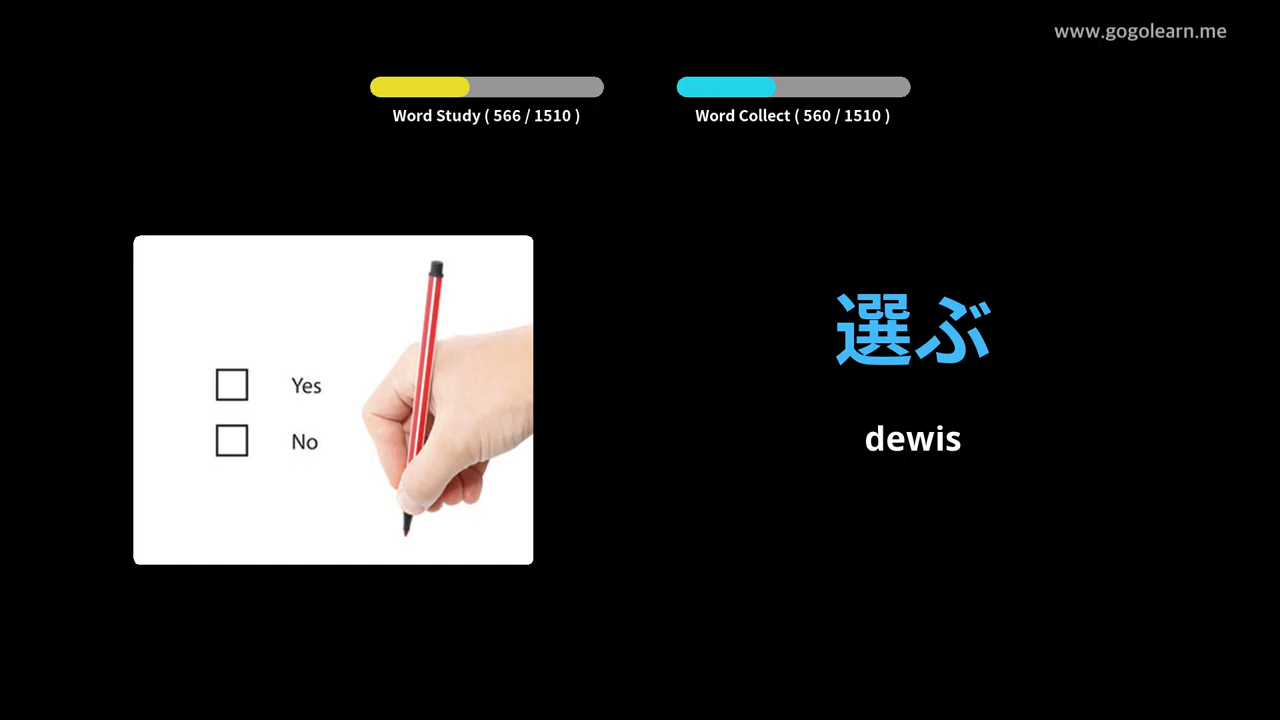 www.gogolearn.me
Word Study ( 566 / 1510 )
Word Collect ( 560 / 1510 )
Yes
No
選ぶ
dewis